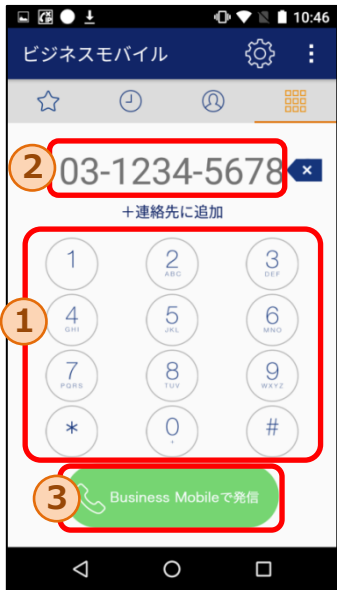 10:46
ビジネスモバイル
2
03-1234-5678
+連絡先に追加
1
1 2 ABC 3 DEF
4 GHI 5 JKL 6 MNO
7 PQRS 8 TUV 9 WXYZ
* 0 #
3
Business Mobileで発信